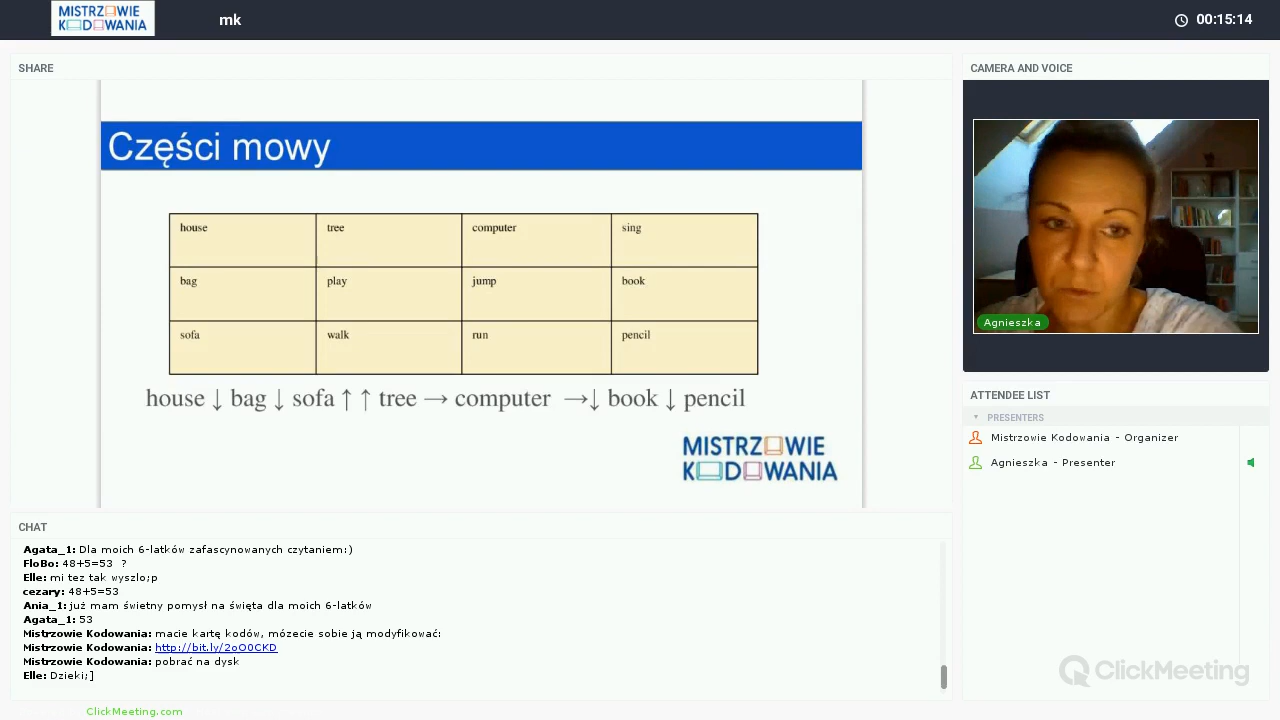 MISTRZOWIE
KODOWANIA
mk
00:15:14
SHARE
CAMERA AND VOICE
Części mowy
house tree computer sing
bag play jump book
sofa walk run pencil
house ↓ bag ↓ sofa ↑ ↑ tree → computer →↓ book ↓ pencil
MISTRZOWIE
KODOWANIA
Agnieszka
ATTENDEE LIST
PRESENTERS
Mistrzowie Kodowania - Organizer
Agnieszka - Presenter
CHAT
Agata_1: Dla moich 6-latków zafascynowanych czytaniem:)
FloBo: 48+5=53 ?
Elle: mi tez tak wyszlo;p
cezary: 48+5=53
Ania_1: już mam świetny pomysł na święta dla moich 6-latków
Agata_1: 53
Mistrzowie Kodowania: macie kartę kodów, mózecie sobie ją modyfikować:
Mistrzowie Kodowania: http://bit.ly/2oO0CKD
Mistrzowie Kodowania: pobrać na dysk
Elle: Dzieki;]
ClickMeeting
ClickMeeting.com